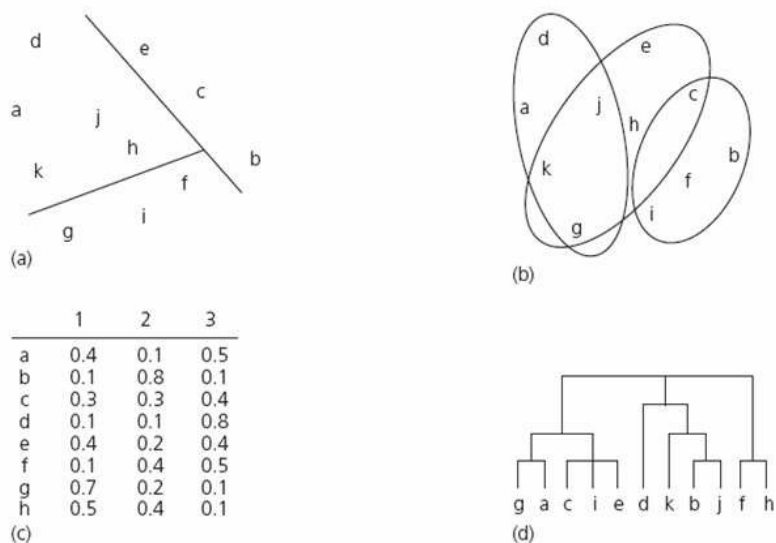 d
e
c
a
j
h
b
k
f
i
g
(a)
d
e
c
a
j
h
b
k
f
i
g
(b)
1 2 3
a 0.4 0.1 0.5
b 0.1 0.8 0.1
c 0.3 0.3 0.4
d 0.1 0.1 0.8
e 0.4 0.2 0.4
f 0.1 0.4 0.5
g 0.7 0.2 0.1
h 0.5 0.4 0.1
(c)
g a c i e d k b j f h
(d)